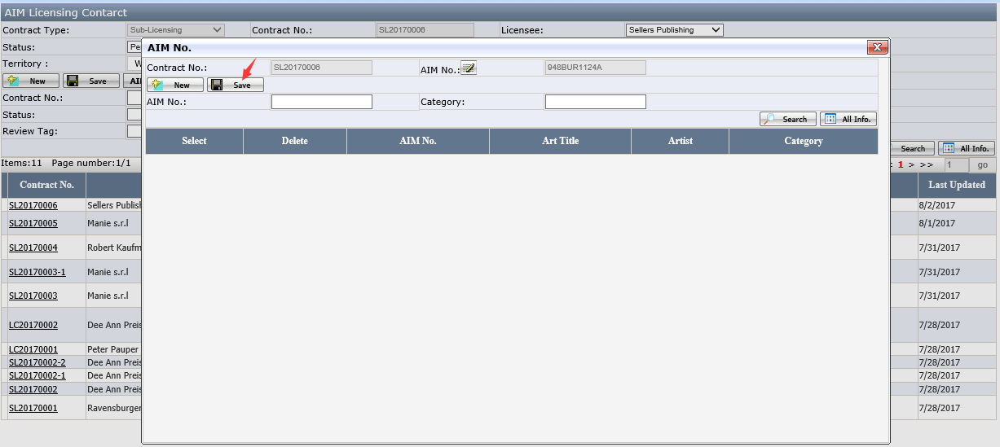 AIM Licensing Contarct
Contract Type: Sub-Licensing Contract No.: SL20170006 Licensee: Sellers Publishing
Status: Pe
Territory : W
New Save AI
Contract No.:
Status:
Review Tag:
Search All Info.
Items:11 Page number:1/1 : 1 > >> 1 go
Contract No. Last Updated
SL20170006 Sellers Publish 8/2/2017
SL20170005 Manie s.r.l 8/1/2017
SL20170004 Robert Kaufm 7/31/2017
SL20170003-1 Manie s.r.l 7/31/2017
SL20170003 Manie s.r.l 7/31/2017
LC20170002 Dee Ann Preis 7/28/2017
LC20170001 Peter Pauper 7/28/2017
SL20170002-2 Dee Ann Preis 7/28/2017
SL20170002-1 Dee Ann Preis 7/28/2017
SL20170002 Dee Ann Preis 7/28/2017
SL20170001 Ravensburger 7/28/2017
AIM No.
Contract No.: SL20170006 AIM No.: 948BUR1124A
New Save
AIM No.: Category:
Search All Info.
Select Delete AIM No. Art Title Artist Category